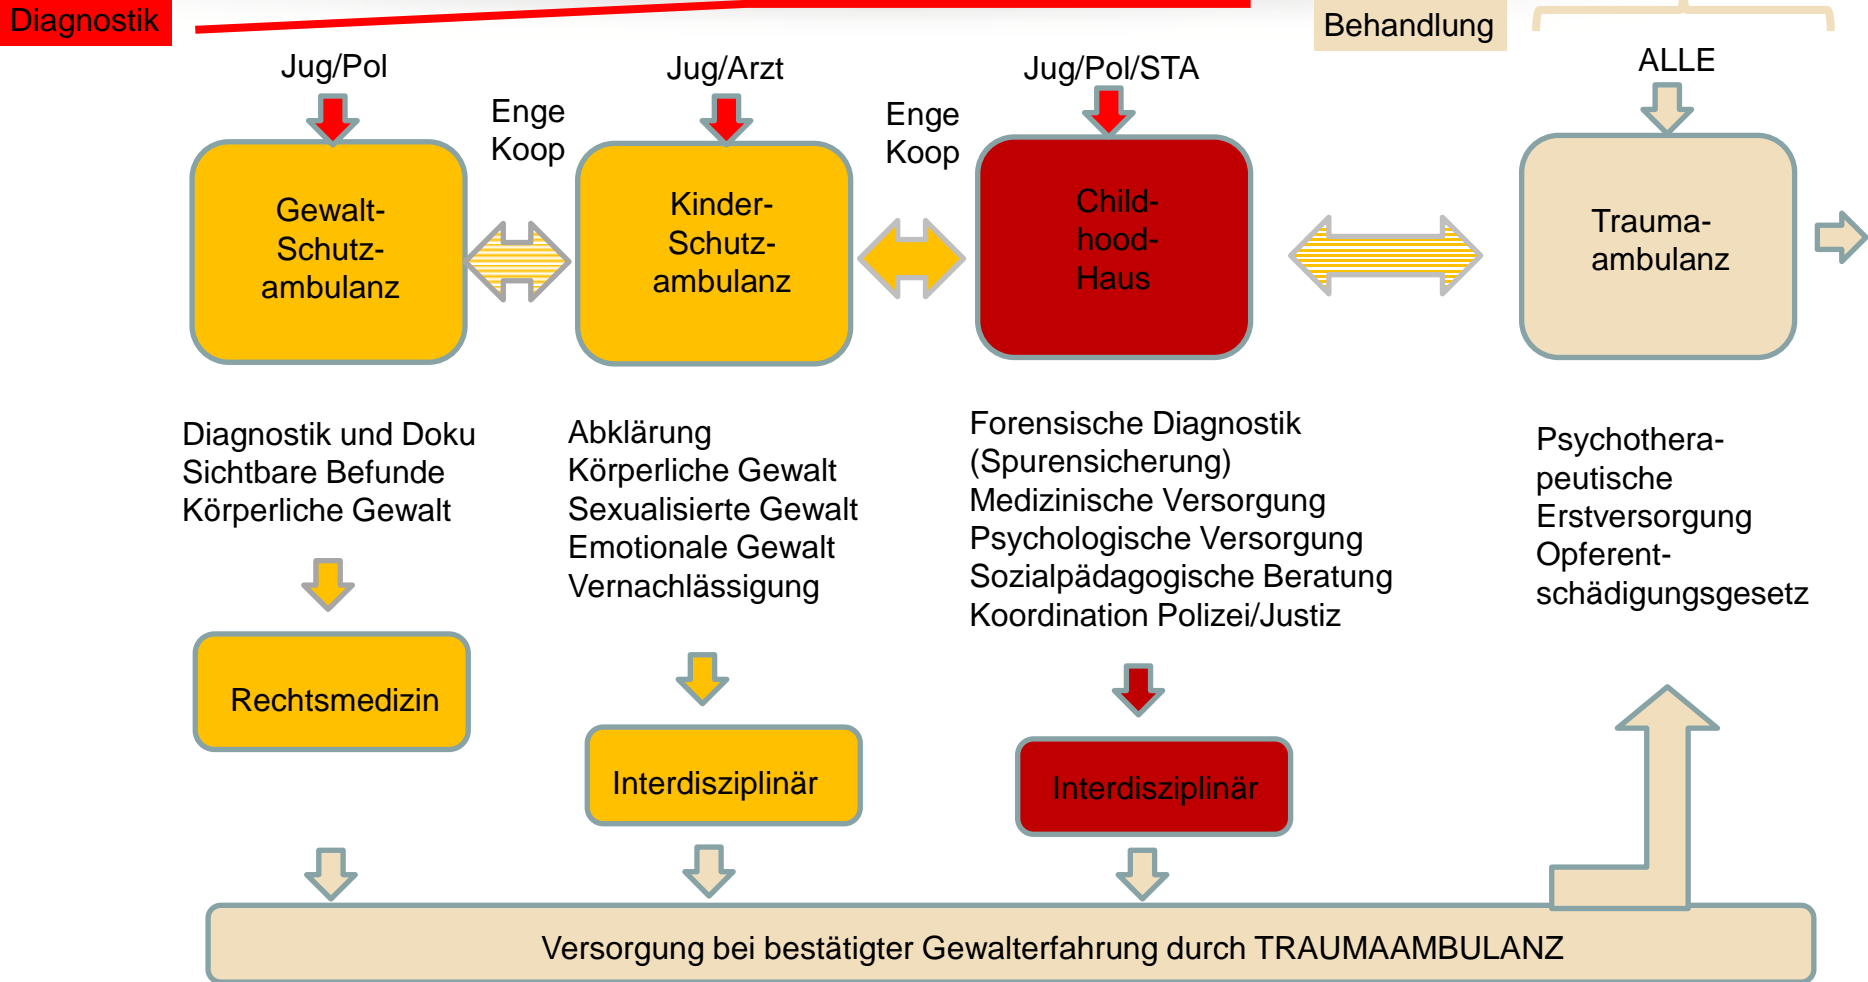 Diagnostik
Behandlung
Jug/Pol
Jug/Arzt
Jug/Pol/STA
ALLE
Enge
Koop
Enge
Koop
Gewalt-
Schutz-
ambulanz
Kinder-
Schutz-
ambulanz
Child-
hood-
Haus
Trauma-
ambulanz
Diagnostik und Doku
Sichtbare Befunde
Körperliche Gewalt
Abklärung
Körperliche Gewalt
Sexualisierte Gewalt
Emotionale Gewalt
Vernachlässigung
Forensische Diagnostik
(Spurensicherung)
Medizinische Versorgung
Psychologische Versorgung
Sozialpädagogische Beratung
Koordination Polizei/Justiz
Psychothera-
peutische
Erstversorgung
Opferent-
schädigungsgesetz
Rechtsmedizin
Interdisziplinär
Interdisziplinär
Versorgung bei bestätigter Gewalterfahrung durch TRAUMAAMBULANZ